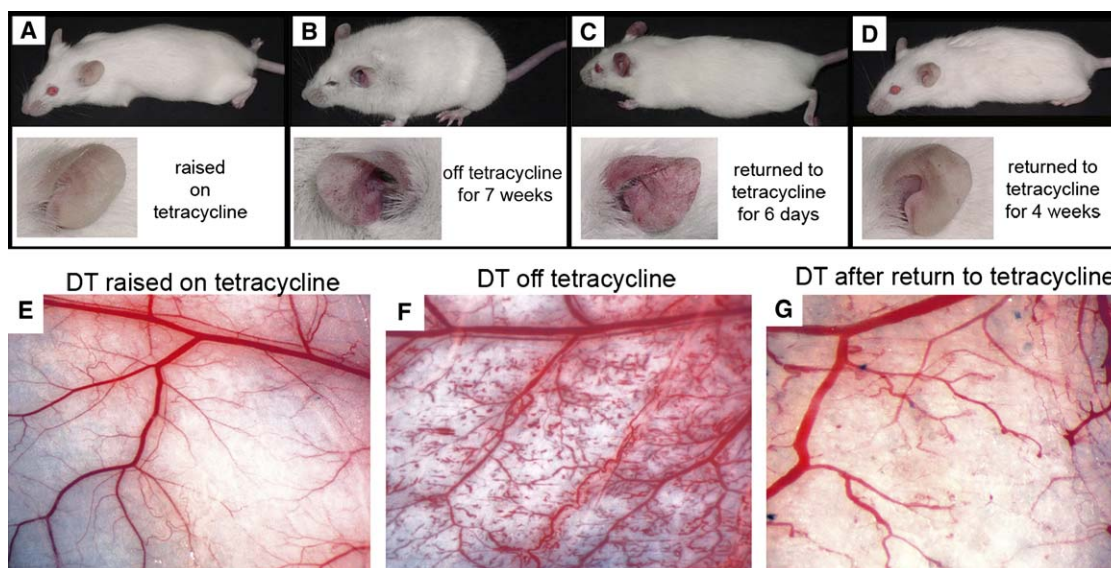 A
B
C
D
raised
on
tetracycline
off tetracycline
for 7 weeks
returned to
tetracycline
for 6 days
returned to
tetracycline
for 4 weeks
DT raised on tetracycline
DT off tetracycline
DT after return to tetracycline
E
F
G